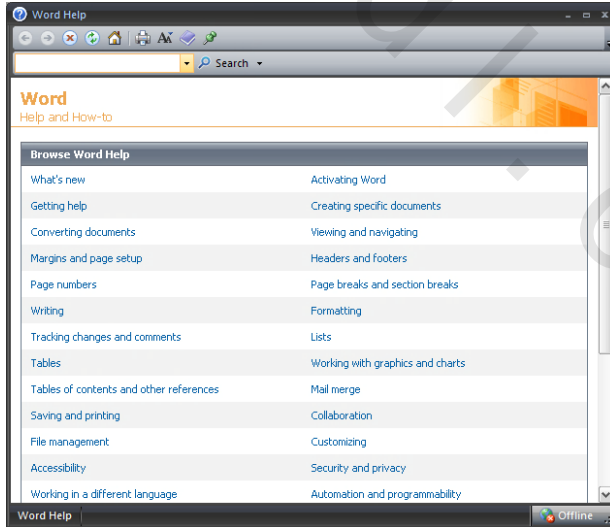 Word Help
Search
Word
Help and How-to
Browse Word Help
What's new Activating Word
Getting help Creating specific documents
Converting documents Viewing and navigating
Margins and page setup Headers and footers
Page numbers Page breaks and section breaks
Writing Formatting
Tracking changes and comments Lists
Tables Working with graphics and charts
Tables of contents and other references Mail merge
Saving and printing Collaboration
File management Customizing
Accessibility Security and privacy
Working in a different language Automation and programmability
Word Help Offline